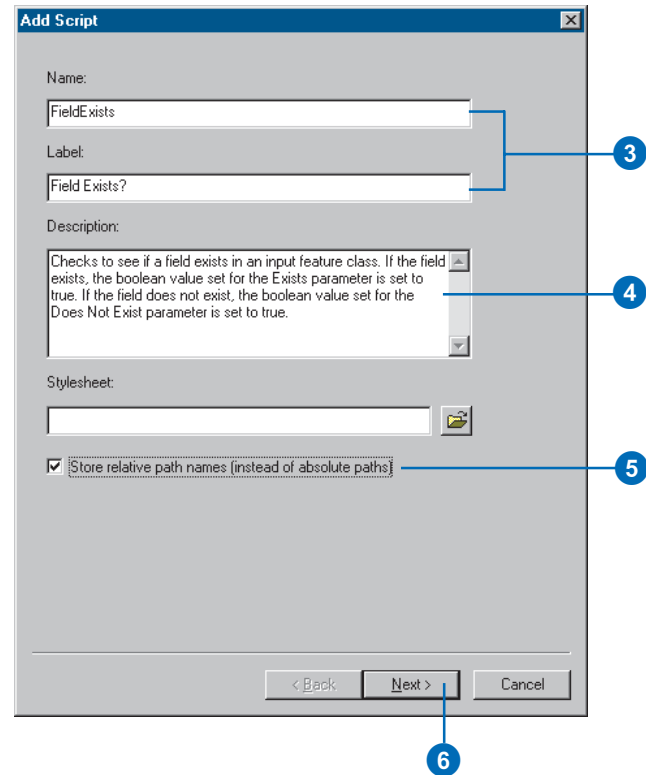 Add Script
Name:
FieldExists
3
Label:
Field Exists?
Description:
Checks to see if a field exists in an input feature class. If the field
exists, the boolean value set for the Exists parameter is set to
true. If the field does not exist, the boolean value set for the
Does Not Exist parameter is set to true.
4
Stylesheet:
Store relative path names (instead of absolute paths)
5
< Back
Next >
Cancel
6